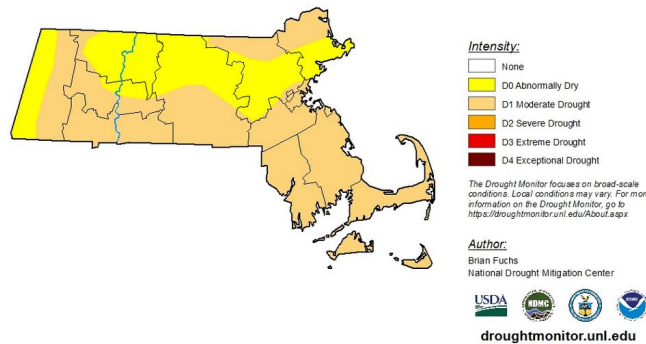 Intensity:
None
D0 Abnormally Dry
D1 Moderate Drought
D2 Severe Drought
D3 Extreme Drought
D4 Exceptional Drought
The Drought Monitor focuses on broad-scale
conditions. Local conditions may vary. For more
information on the Drought Monitor, go to
https://droughtmonitor.unl.edu/About.aspx
Author:
Brian Fuchs
National Drought Mitigation Center
USDA
NDMC
droughtmonitor.unl.edu